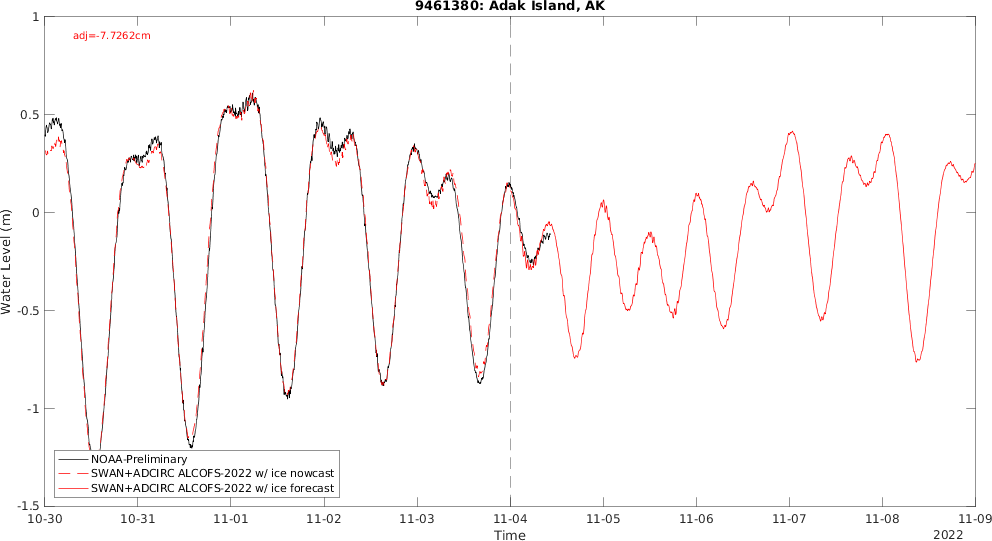 9461380: Adak Island, AK
adj=-7.7262cm
Water Level (m)
1
0.5
0
-0.5
-1
-1.5
NOAA-Preliminary
SWAN+ADCIRC ALCOFS-2022 w/ ice nowcast
SWAN+ADCIRC ALCOFS-2022 w/ ice forecast
10-30 10-31 11-01 11-02 11-03 11-04 11-05 11-06 11-07 11-08 11-09
Time
2022